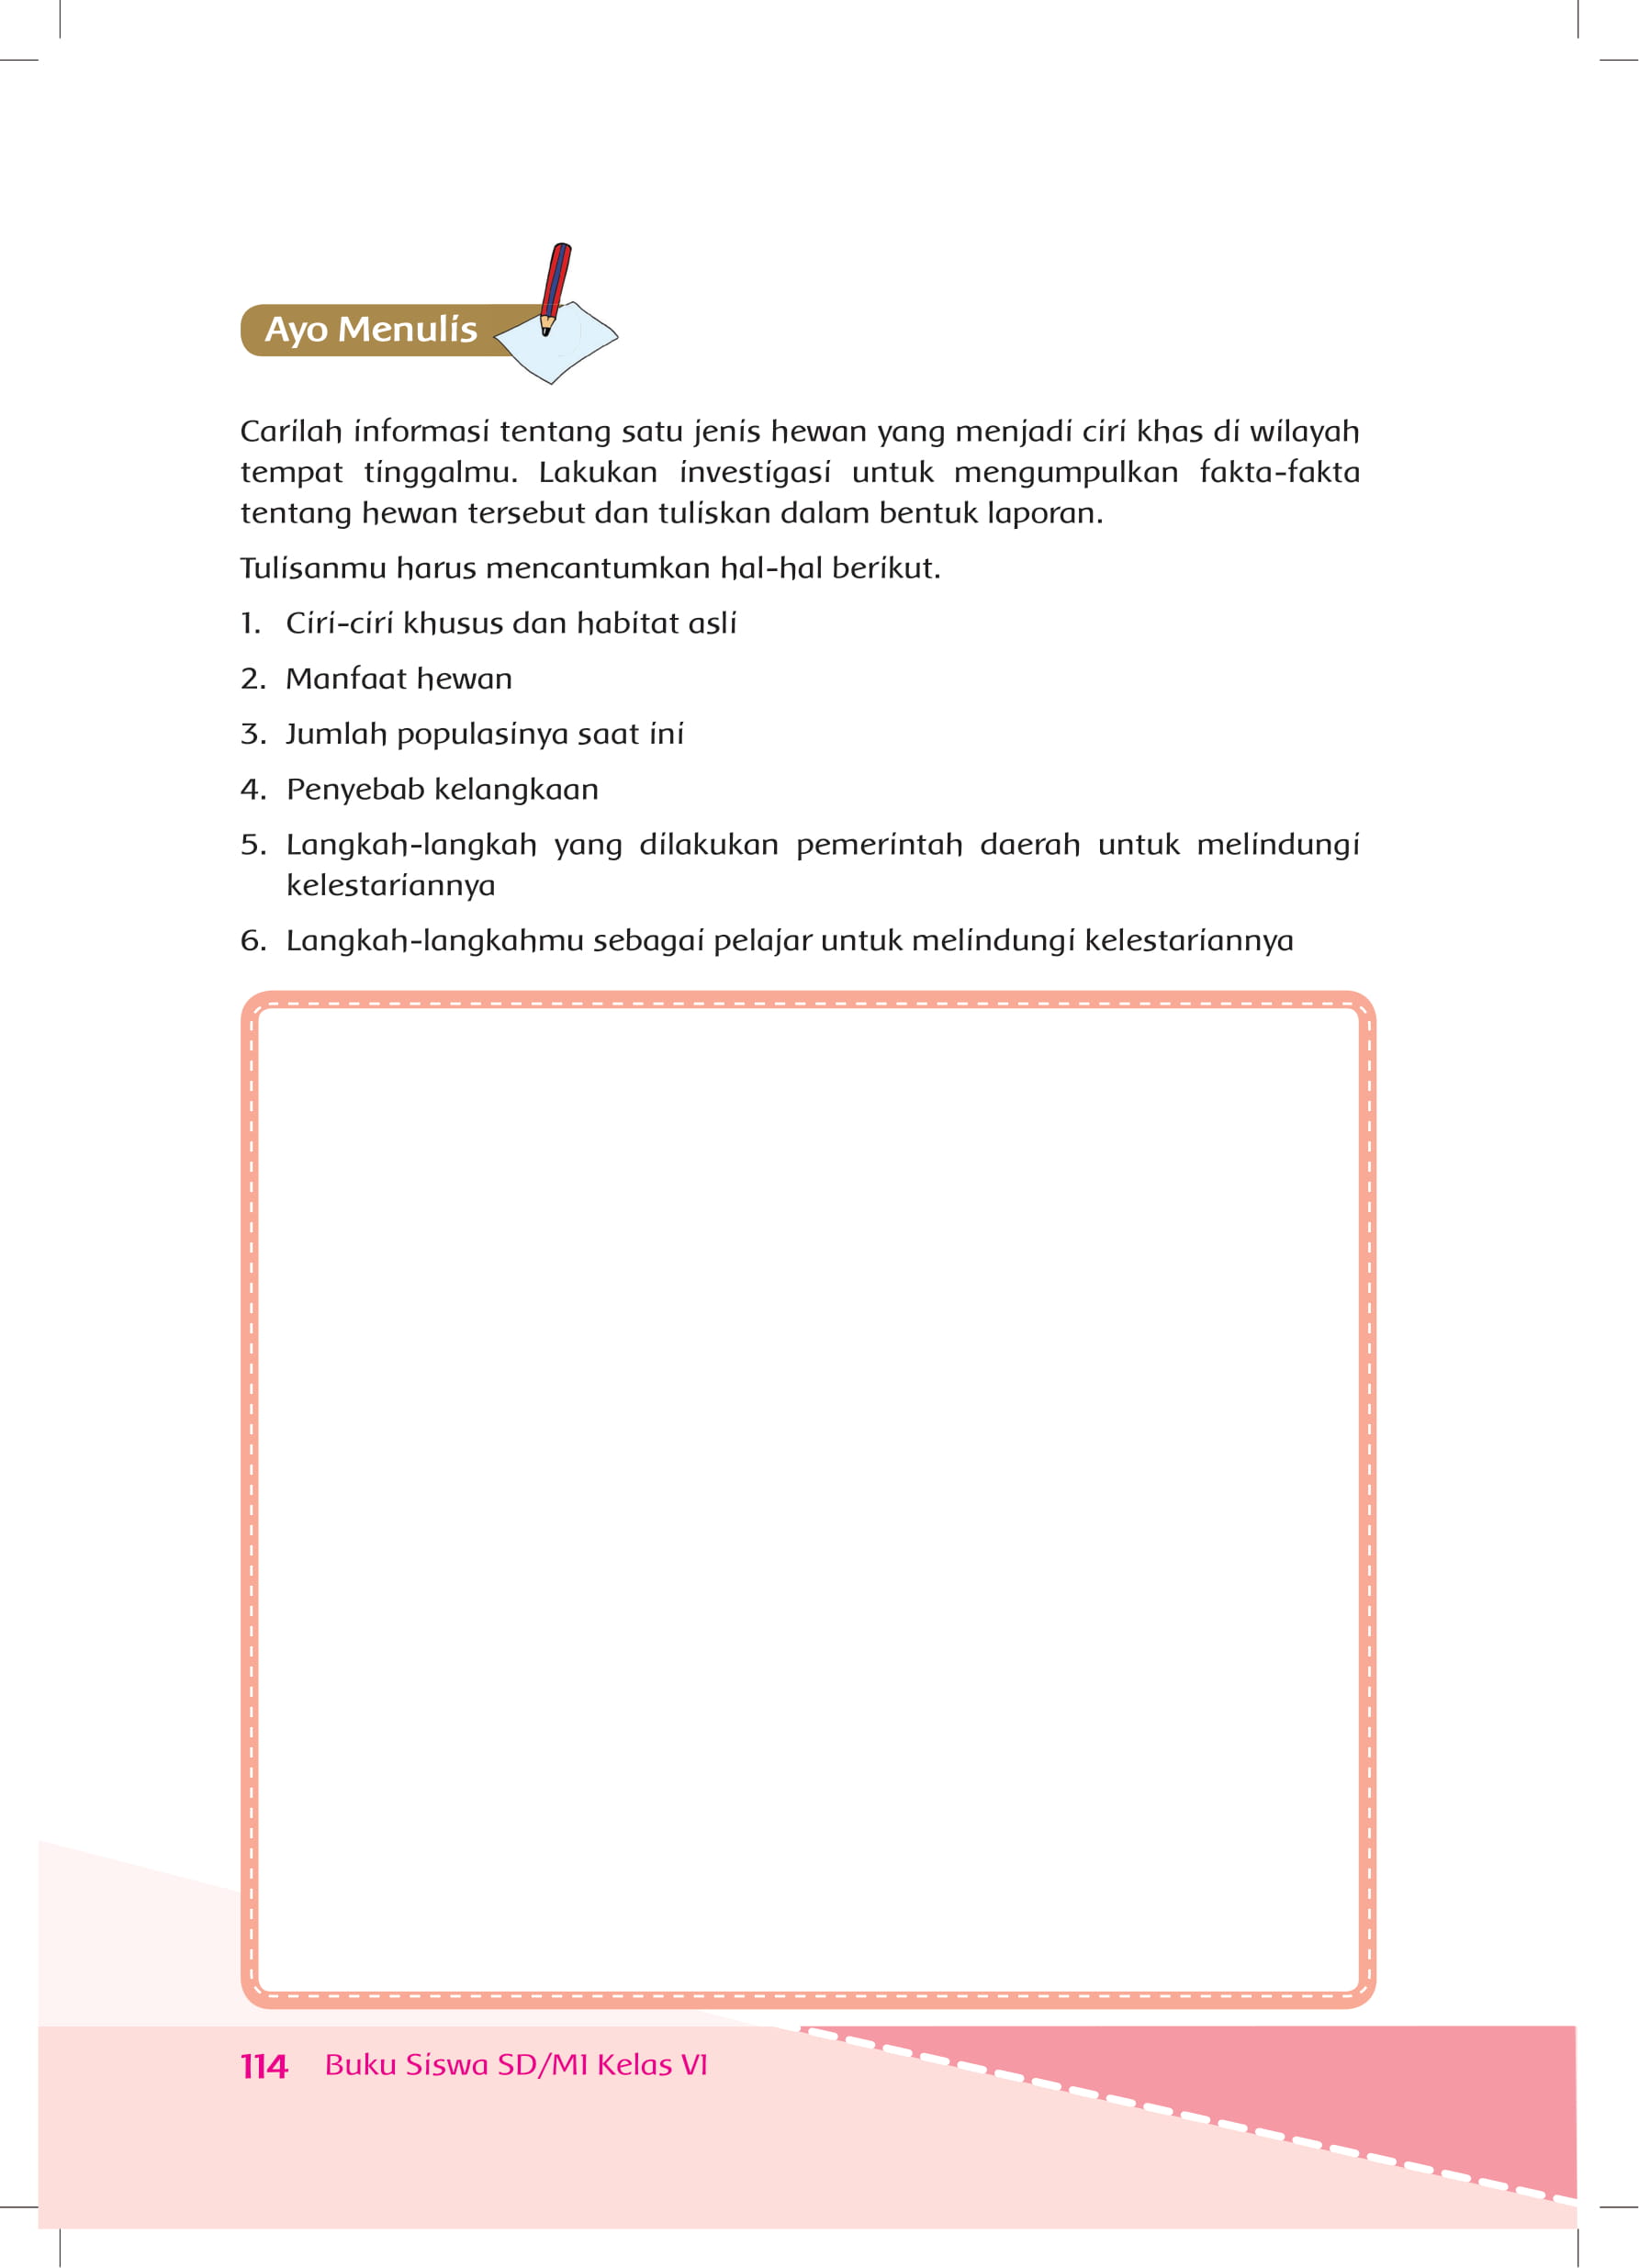 Ayo Menulis
Carilah informasi tentang satu jenis hewan yang menjadi ciri khas di wilayah
tempat tinggalmu. Lakukan investigasi untuk mengumpulkan fakta-fakta
tentang hewan tersebut dan tuliskan dalam bentuk laporan.
Tulisanmu harus mencantumkan hal-hal berikut.
1. Ciri-ciri khusus dan habitat asli
2. Manfaat hewan
3. Jumlah populasinya saat ini
4. Penyebab kelangkaan
5. Langkah-langkah yang dilakukan pemerintah daerah untuk melindungi
kelestariannya
6. Langkah-langkahmu sebagai pelajar untuk melindungi kelestariannya
114 Buku Siswa SD/MI Kelas VI